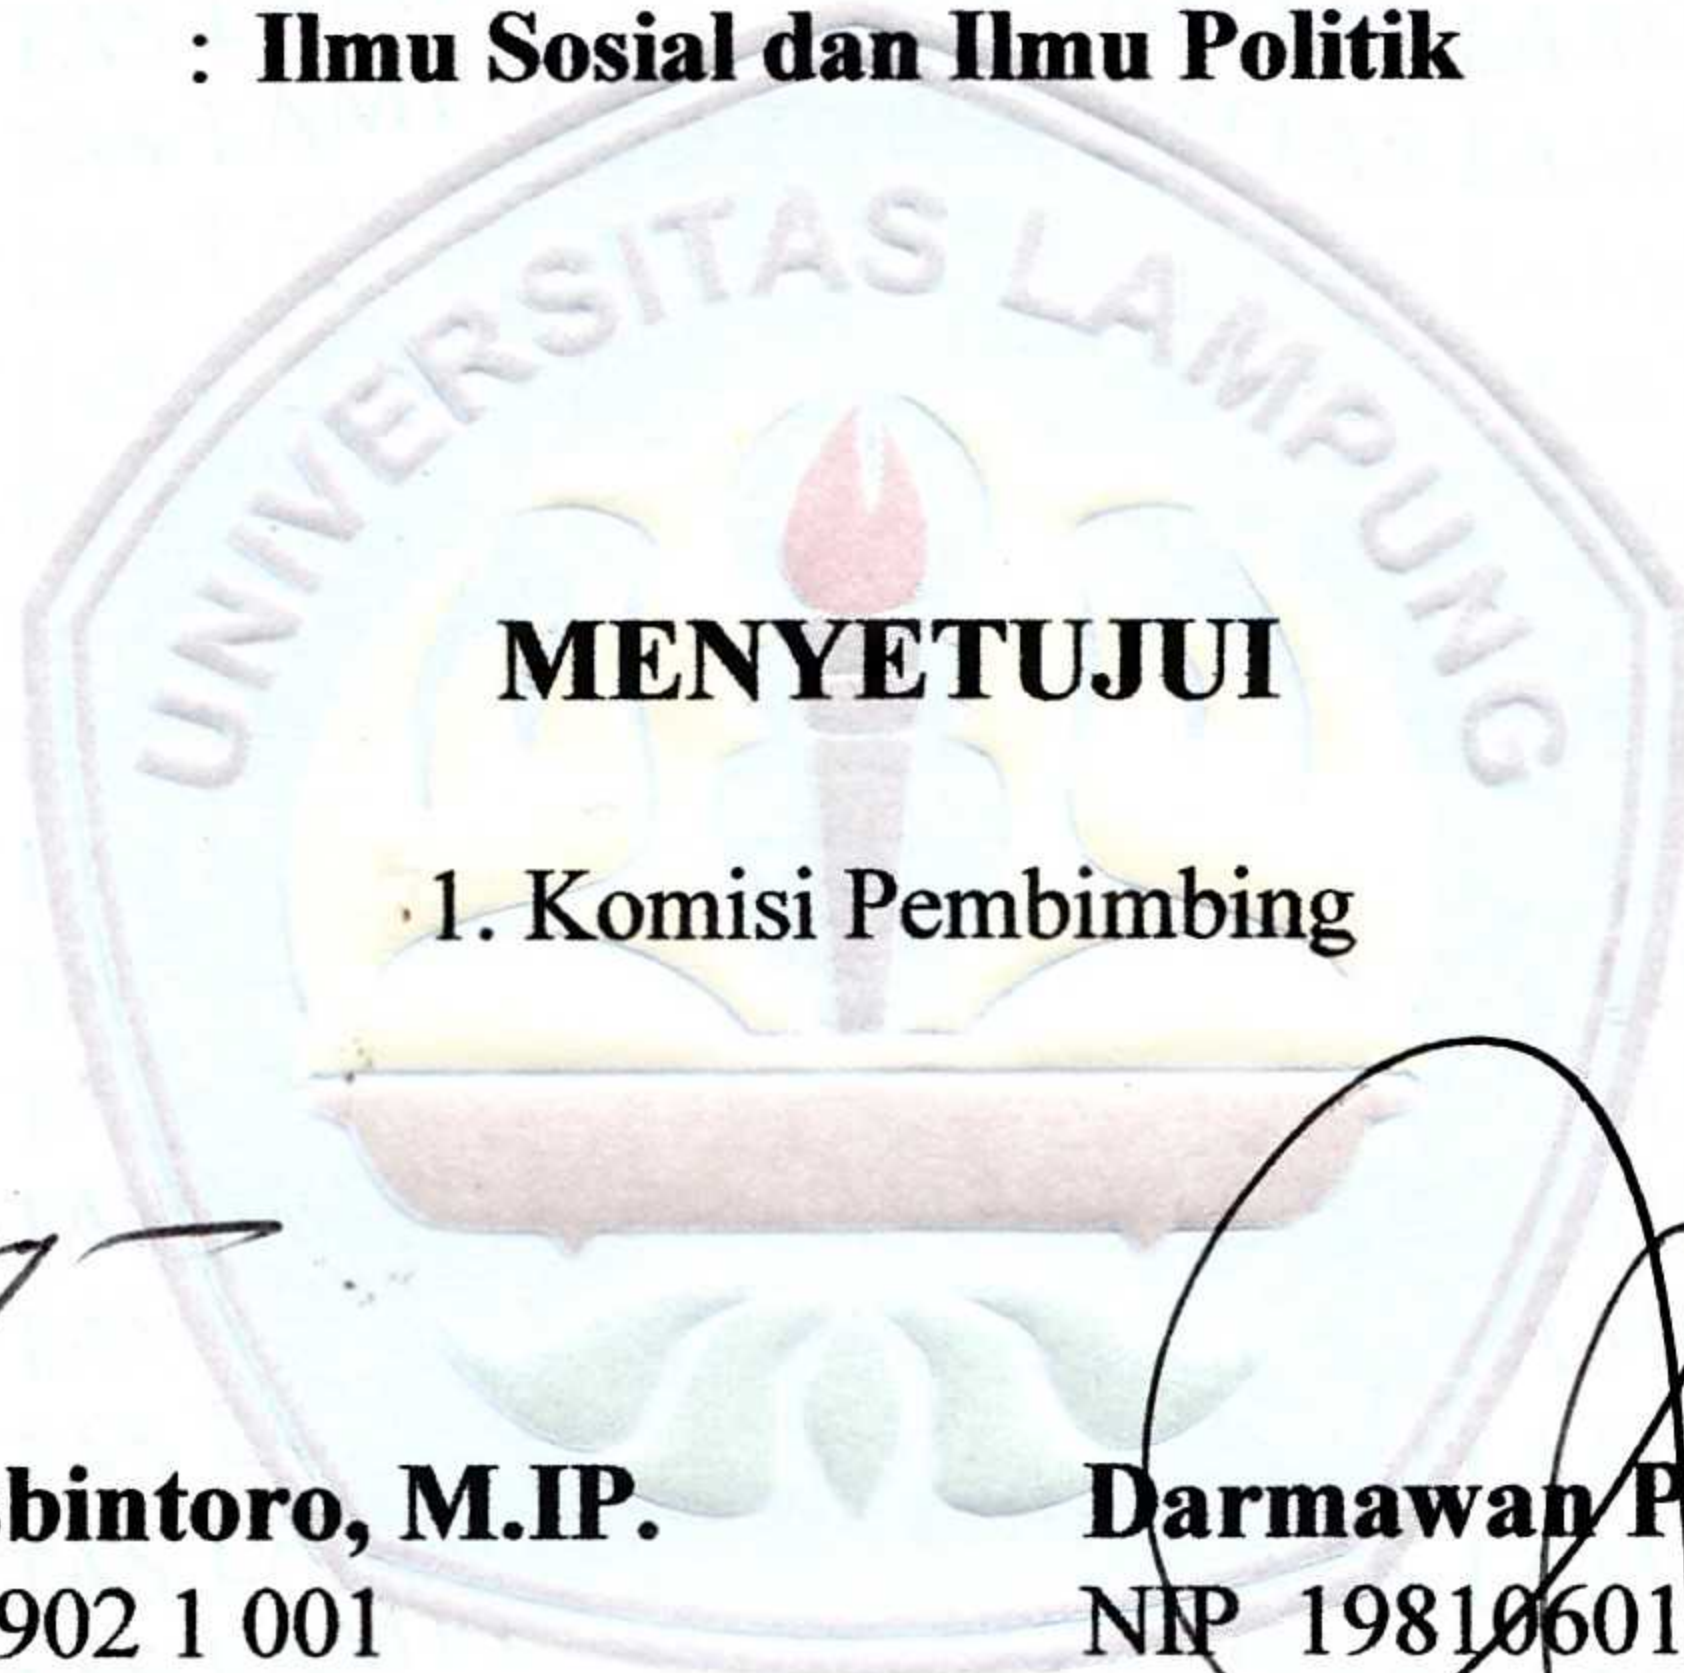 : Ilmu Sosial dan Ilmu Politik
UNIVERSITAS LAMPUNG
MENYETUJUI
1. Komisi Pembimbing
bintoro, M.IP.
Darmawan P
902 1 001
NIP 19810601